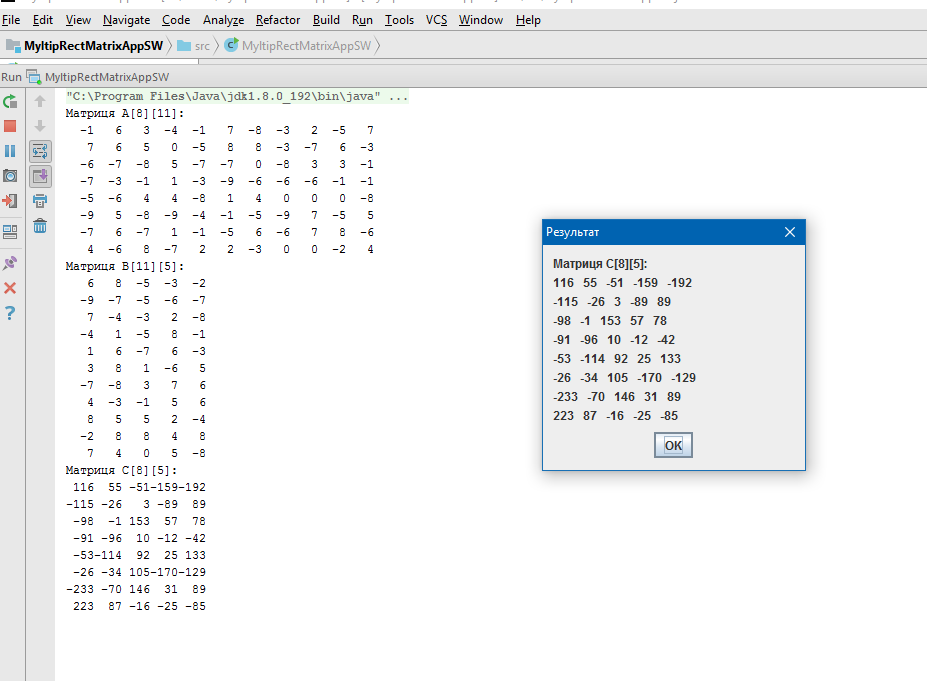 File Edit View Navigate Code Analyze Refactor Build Run Tools VCS Window Help
MyltipRectMatrixAppSW src MyltipRectMatrixAppSW
Run MyltipRectMatrixAppSW
"C:\Program Files\Java\jdk1.8.0_192\bin\java" ...
Матриця A[8][11]:
-1 6 3 -4 -1 7 -8 -3 2 -5 7
7 6 5 0 -5 8 8 -3 -7 6 -3
-6 -7 -8 5 -7 -7 0 -8 3 3 -1
-7 -3 -1 1 -3 -9 -6 -6 -6 -1 -1
-5 -6 4 4 -8 1 4 0 0 0 -8
-9 5 -8 -9 -4 -1 -5 -9 7 -5 5
-7 6 -7 1 -1 -5 6 -6 7 8 -6
4 -6 8 -7 2 2 -3 0 0 -2 4
Матриця B[11][5]:
6 8 -5 -3 -2
-9 -7 -5 -6 -7
7 -4 -3 2 -8
-4 1 -5 8 -1
1 6 -7 6 -3
3 8 1 -6 5
-7 -8 3 7 6
4 -3 -1 5 6
8 5 5 2 -4
-2 8 8 4 8
7 4 0 5 -8
Матриця C[8][5]:
116 55 -51-159-192
-115 -26 3 -89 89
-98 -1 153 57 78
-91 -96 10 -12 -42
-53-114 92 25 133
-26 -34 105-170-129
-233 -70 146 31 89
223 87 -16 -25 -85
Результат
Матриця C[8][5]:
116 55 -51 -159 -192
-115 -26 3 -89 89
-98 -1 153 57 78
-91 -96 10 -12 -42
-53 -114 92 25 133
-26 -34 105 -170 -129
-233 -70 146 31 89
223 87 -16 -25 -85
OK